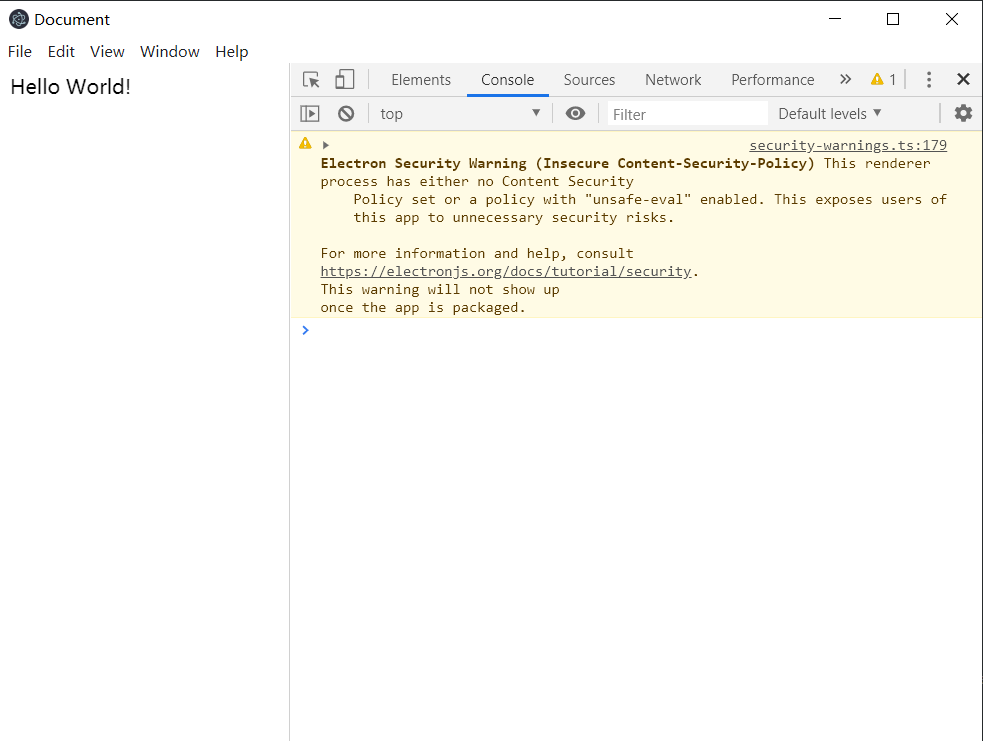 Document
File Edit View Window Help
Hello World!
Elements Console Sources Network Performance » 1
top Filter Default levels
security-warnings.ts:179
Electron Security Warning (Insecure Content-Security-Policy) This renderer
process has either no Content Security
Policy set or a policy with "unsafe-eval" enabled. This exposes users of
this app to unnecessary security risks.
For more information and help, consult
https://electronjs.org/docs/tutorial/security.
This warning will not show up
once the app is packaged.